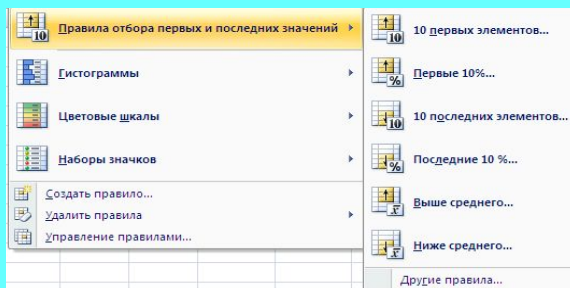 Правила отбора первых и последних значений
Гистограммы
Цветовые шкалы
Наборы значков
Создать правило...
Удалить правила
Управление правилами...
10 первых элементов...
Первые 10%...
10 последних элементов...
Последние 10 %...
Выше среднего...
Ниже среднего...
Другие правила...